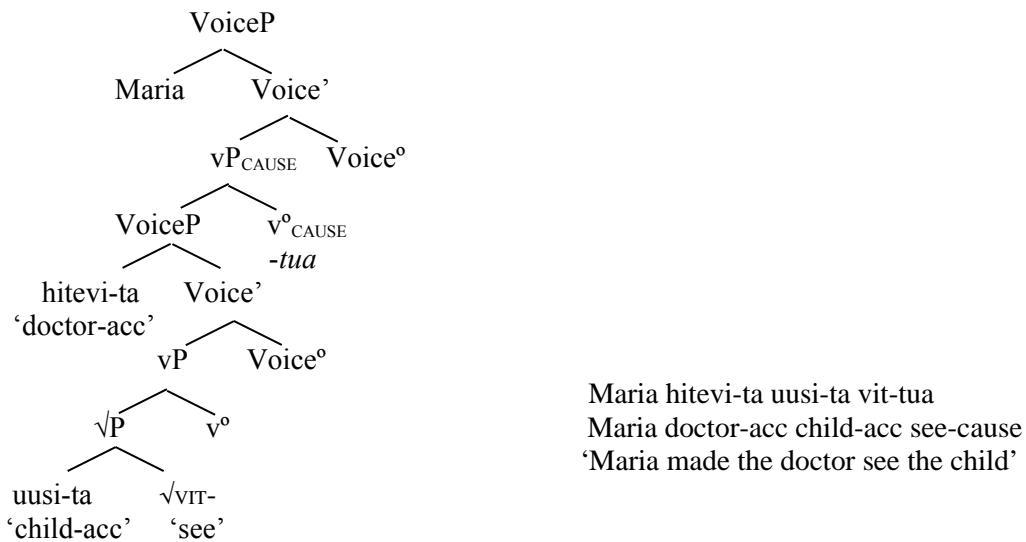 VoiceP
Maria Voice’
vP_CAUSE Voiceº
VoiceP vº_CAUSE
-tua
hitevi-ta Voice’
‘doctor-acc’
vP Voiceº
Maria hitevi-ta uusi-ta vit-tua
√P vº
Maria doctor-acc child-acc see-cause
‘Maria made the doctor see the child’
uusi-ta √VIT-
‘child-acc’ ‘see’